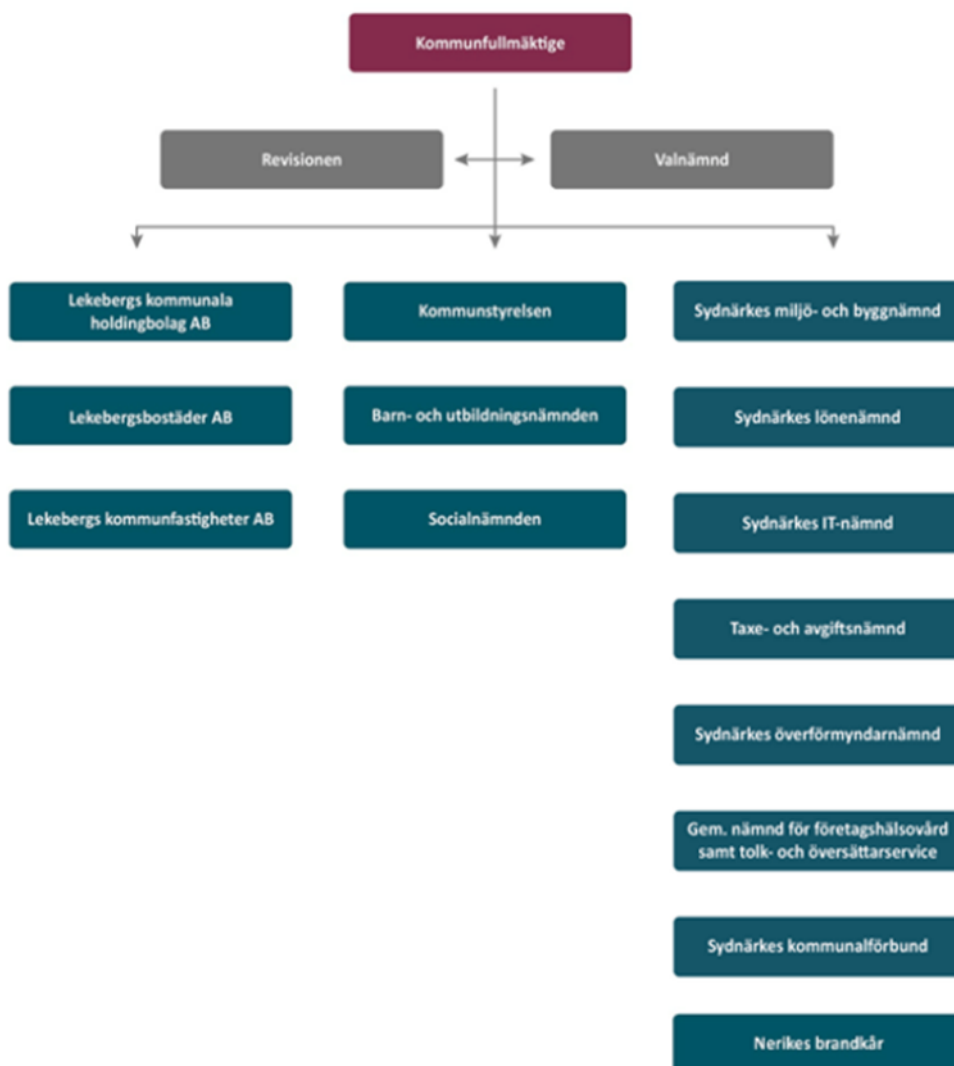 Kommunfullmäktige
Revisionen
Valnämnd
Lekebergs kommunala
holdingbolag AB
Kommunstyrelsen
Sydnärkes miljö- och byggnämnd
Lekebergsbostäder AB
Barn- och utbildningsnämnden
Sydnärkes lönenämnd
Lekebergs kommunfastigheter AB
Socialnämnden
Sydnärkes IT-nämnd
Taxe- och avgiftsnämnd
Sydnärkes överförmyndarnämnd
Gem. nämnd för företagshälsovård
samt tolk- och översättarservice
Sydnärkes kommunalförbund
Nerikes brandkår